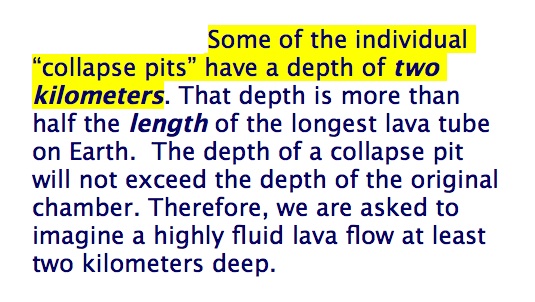 Some of the individual
“collapse pits” have a depth of two
kilometers. That depth is more than
half the length of the longest lava tube
on Earth.  The depth of a collapse pit
will not exceed the depth of the original
chamber. Therefore, we are asked to
imagine a highly fluid lava flow at least
two kilometers deep.